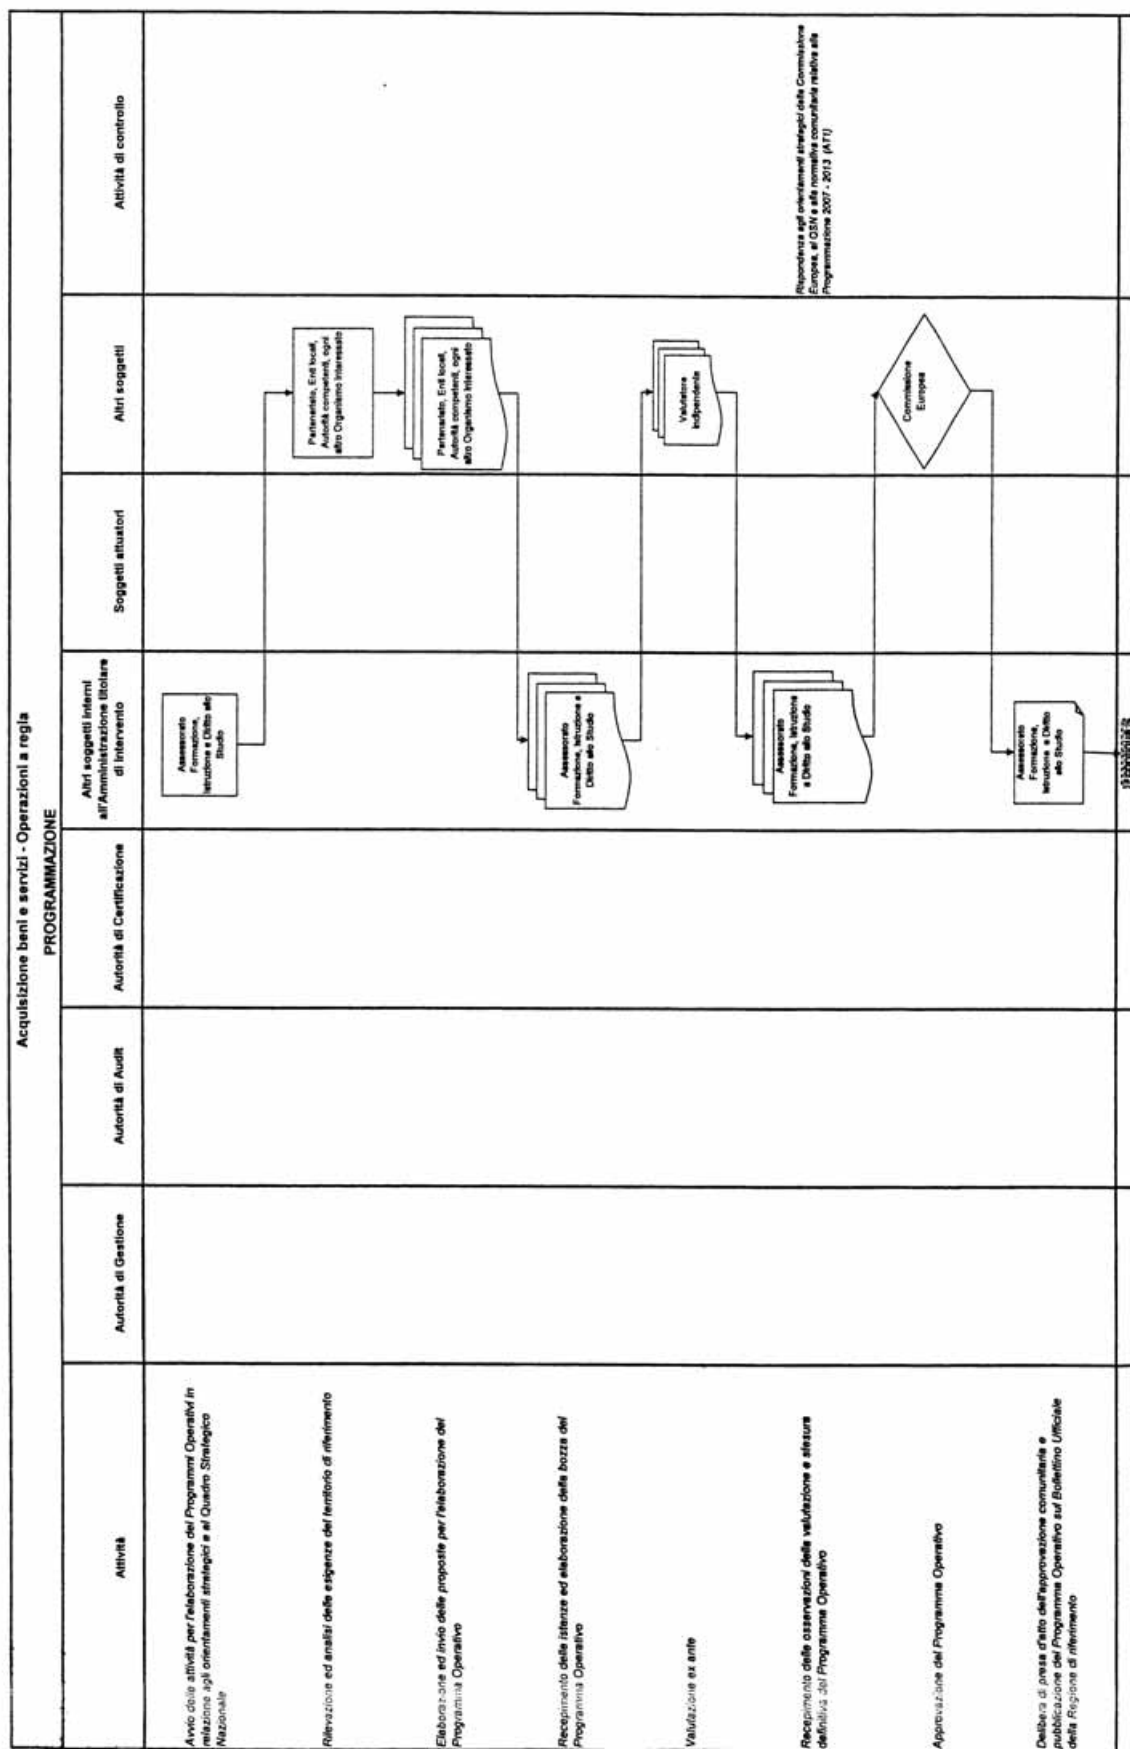 Acquisizione beni e servizi - Operazioni a regia
PROGRAMMAZIONE
Attività
Autorità di Gestione
Autorità di Audit
Autorità di Certificazione
Altri soggetti interni
all'Amministrazione titolare
di intervento
Soggetti attuatori
Altri soggetti
Attività di controllo
Avvio delle attività per l'elaborazione dei Programmi Operativi in
relazione agli orientamenti strategici e al Quadro Strategico
Nazionale
Assessorato
Formazione,
Istruzione e Diritto allo
Studio
Rilevazione ed analisi delle esigenze del territorio di riferimento
Partenariato, Enti locali,
Autorità competenti, ogni
altro Organismo Interessato
Elaborazione ed invio delle proposte per l'elaborazione del
Programma Operativo
Partenariato, Enti locali,
Autorità competenti, ogni
altro Organismo Interessato
Recepimento delle istanze ed elaborazione della bozza del
Programma Operativo
Assessorato
Formazione, Istruzione e
Diritto allo Studio
Valutazione ex ante
Valutatore
indipendente
Recepimento delle osservazioni della valutazione e stesura
definitiva del Programma Operativo
Assessorato
Formazione, Istruzione
e Diritto allo Studio
Approvazione del Programma Operativo
Commissione
Europea
Rispondenza agli orientamenti strategici della Commissione
Europea, al QSN e alla normativa comunitaria relativa alla
Programmazione 2007 - 2013 (AT1)
Delibera di presa d'atto dell'approvazione comunitaria e
pubblicazione del Programma Operativo sul Bollettino Ufficiale
della Regione di riferimento
Assessorato
Formazione,
Istruzione e Diritto
allo Studio